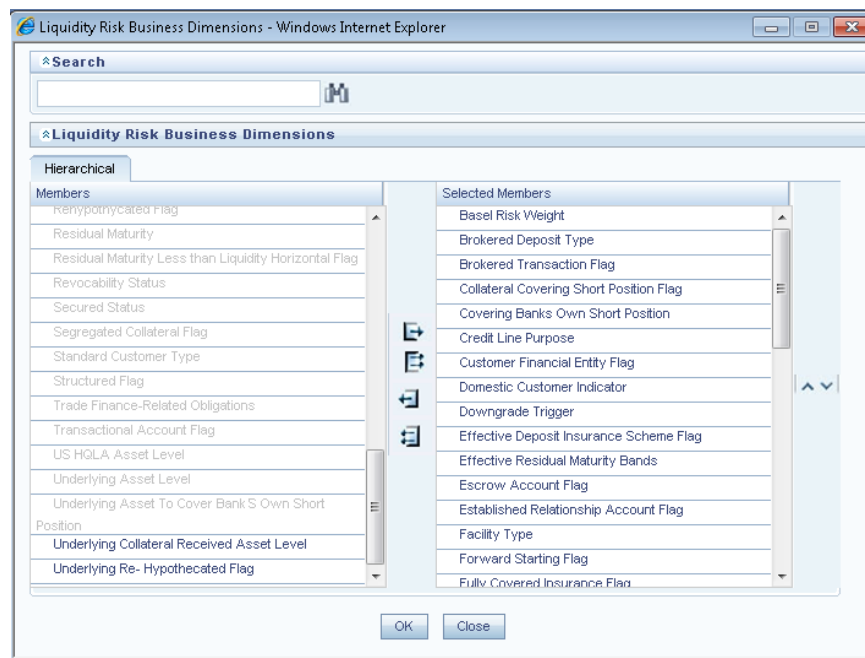 Liquidity Risk Business Dimensions - Windows Internet Explorer
Search
Liquidity Risk Business Dimensions
Hierarchical
Members
Rehypothycated Flag
Residual Maturity
Residual Maturity Less than Liquidity Horizontal Flag
Revocability Status
Secured Status
Segregated Collateral Flag
Standard Customer Type
Structured Flag
Trade Finance-Related Obligations
Transactional Account Flag
US HQLA Asset Level
Underlying Asset Level
Underlying Asset To Cover Bank'S Own Short
Position
Underlying Collateral Received Asset Level
Underlying Re- Hypothecated Flag
Selected Members
Basel Risk Weight
Brokered Deposit Type
Brokered Transaction Flag
Collateral Covering Short Position Flag
Covering Banks Own Short Position
Credit Line Purpose
Customer Financial Entity Flag
Domestic Customer Indicator
Downgrade Trigger
Effective Deposit Insurance Scheme Flag
Effective Residual Maturity Bands
Escrow Account Flag
Established Relationship Account Flag
Facility Type
Forward Starting Flag
Fully Covered Insurance Flag
OK
Close